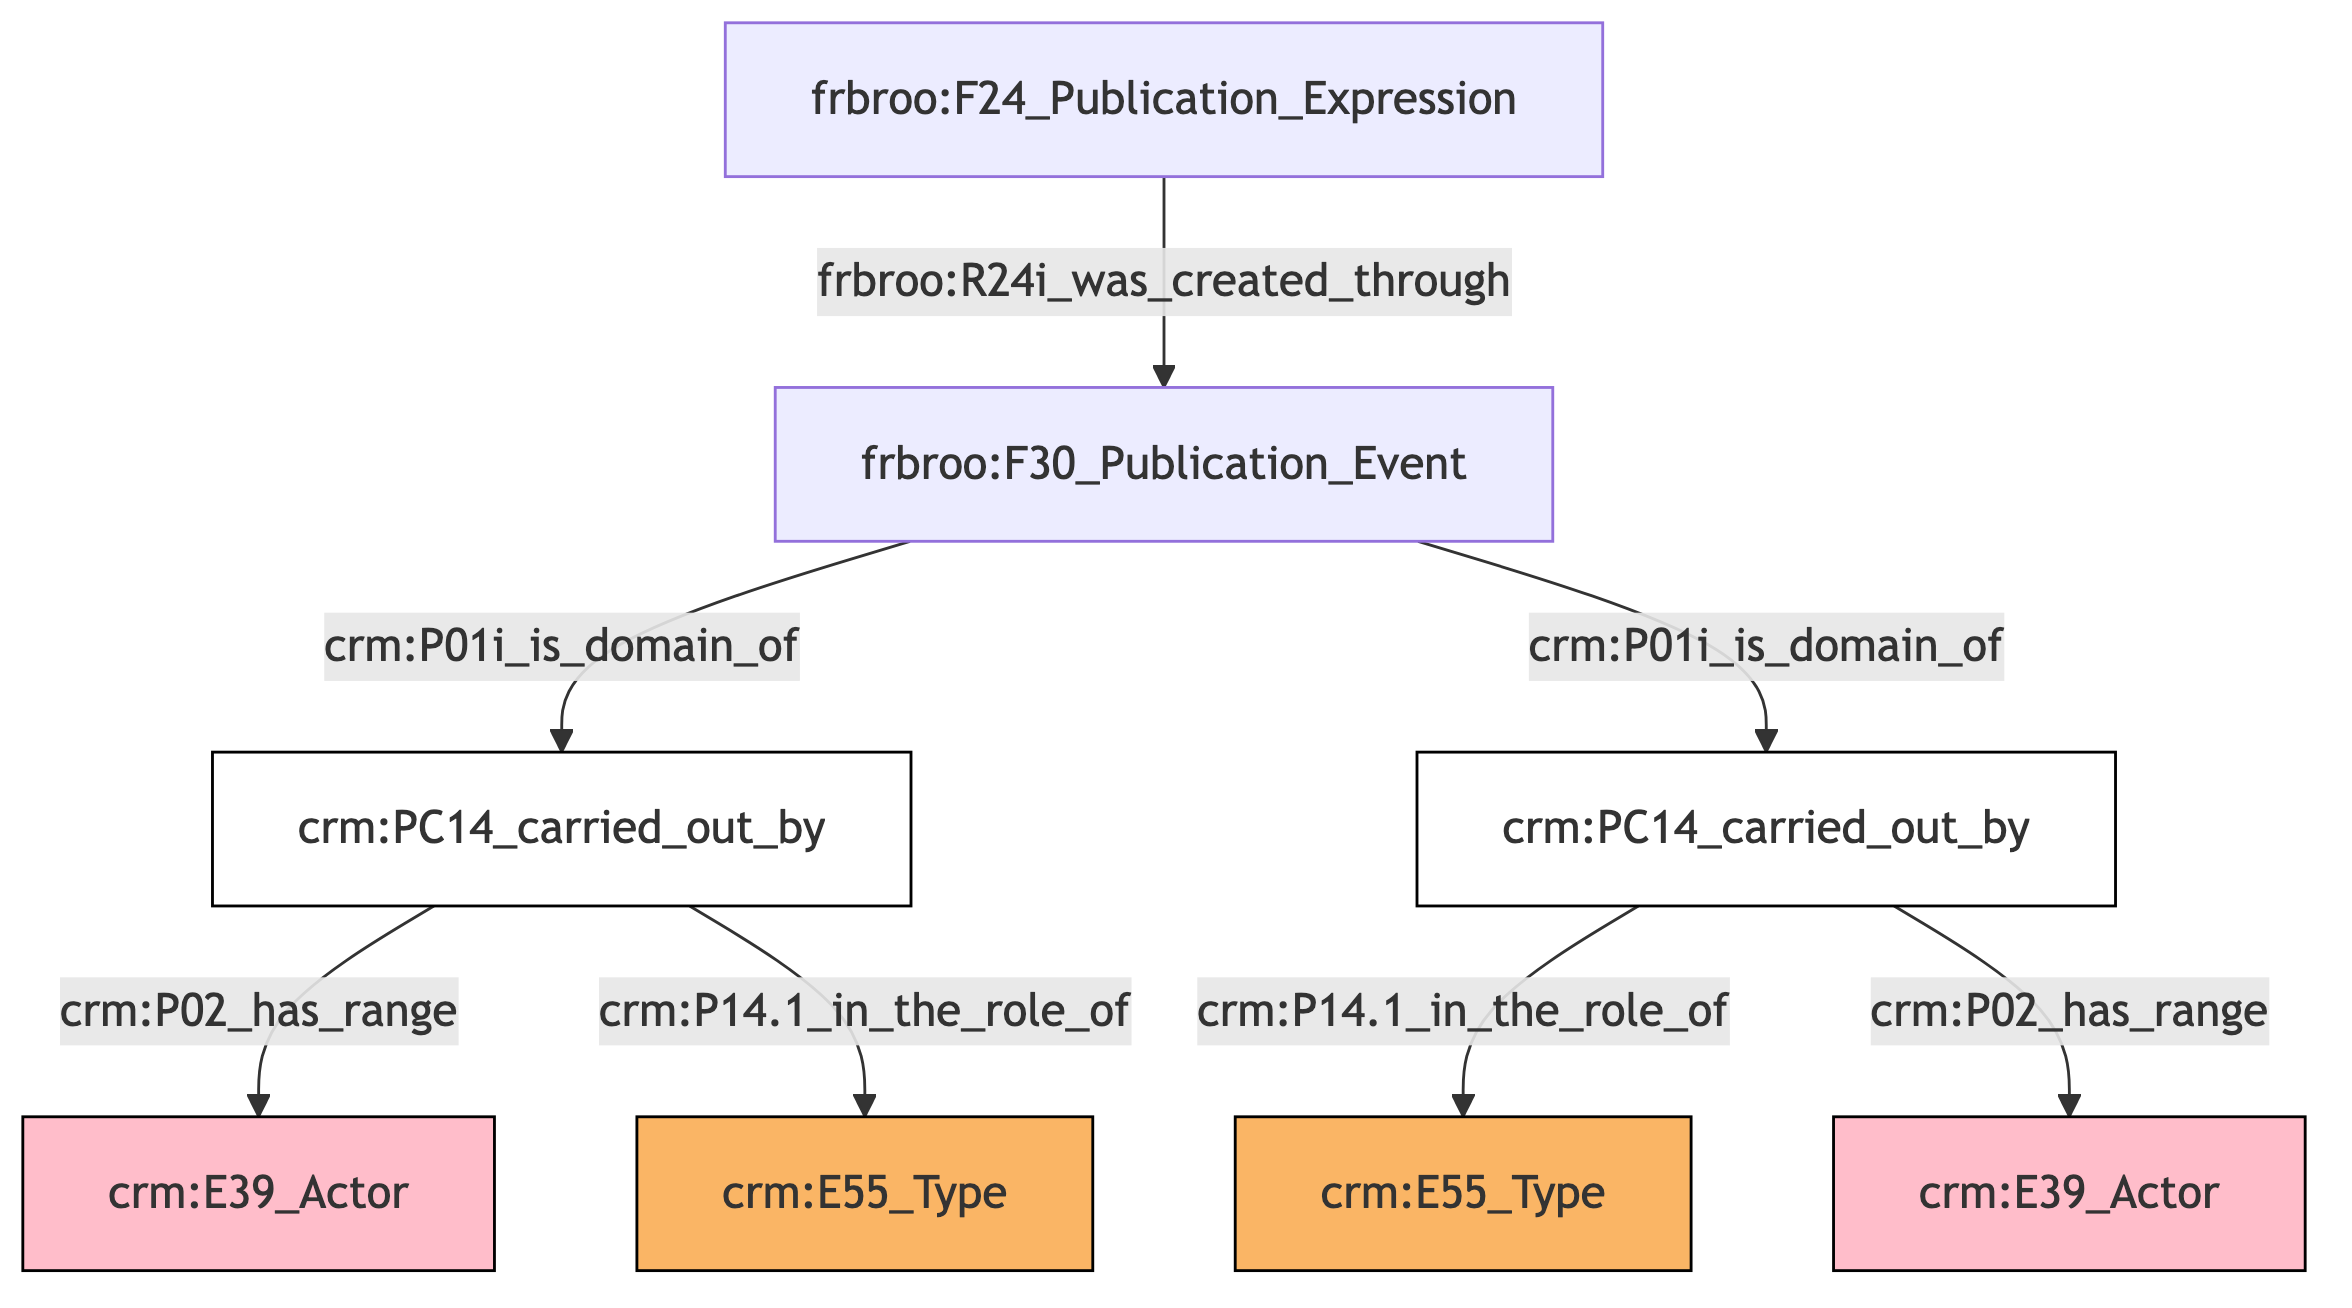 frbroo:F24_Publication_Expression
frbroo:R24i_was_created_through
frbroo:F30_Publication_Event
crm:P01i_is_domain_of
crm:P01i_is_domain_of
crm:PC14_carried_out_by
crm:PC14_carried_out_by
crm:P02_has_range
crm:P14.1_in_the_role_of
crm:P14.1_in_the_role_of
crm:P02_has_range
crm:E39_Actor
crm:E55_Type
crm:E55_Type
crm:E39_Actor